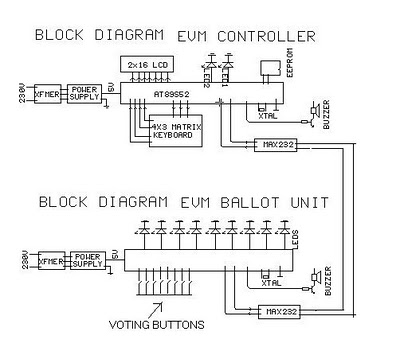 BLOCK DIAGRAM EVM CONTROLLER
2x16 LCD
LED2
LED1
EEPROM
230V
XFMER
POWER SUPPLY
5V
AT89S52
4X3 MATRIX
KEYBOARD
XTAL
BUZZER
MAX232
BLOCK DIAGRAM EVM BALLOT UNIT
LEDS
230V
XFMER
POWER SUPPLY
5V
XTAL
BUZZER
MAX232
VOTING BUTTONS